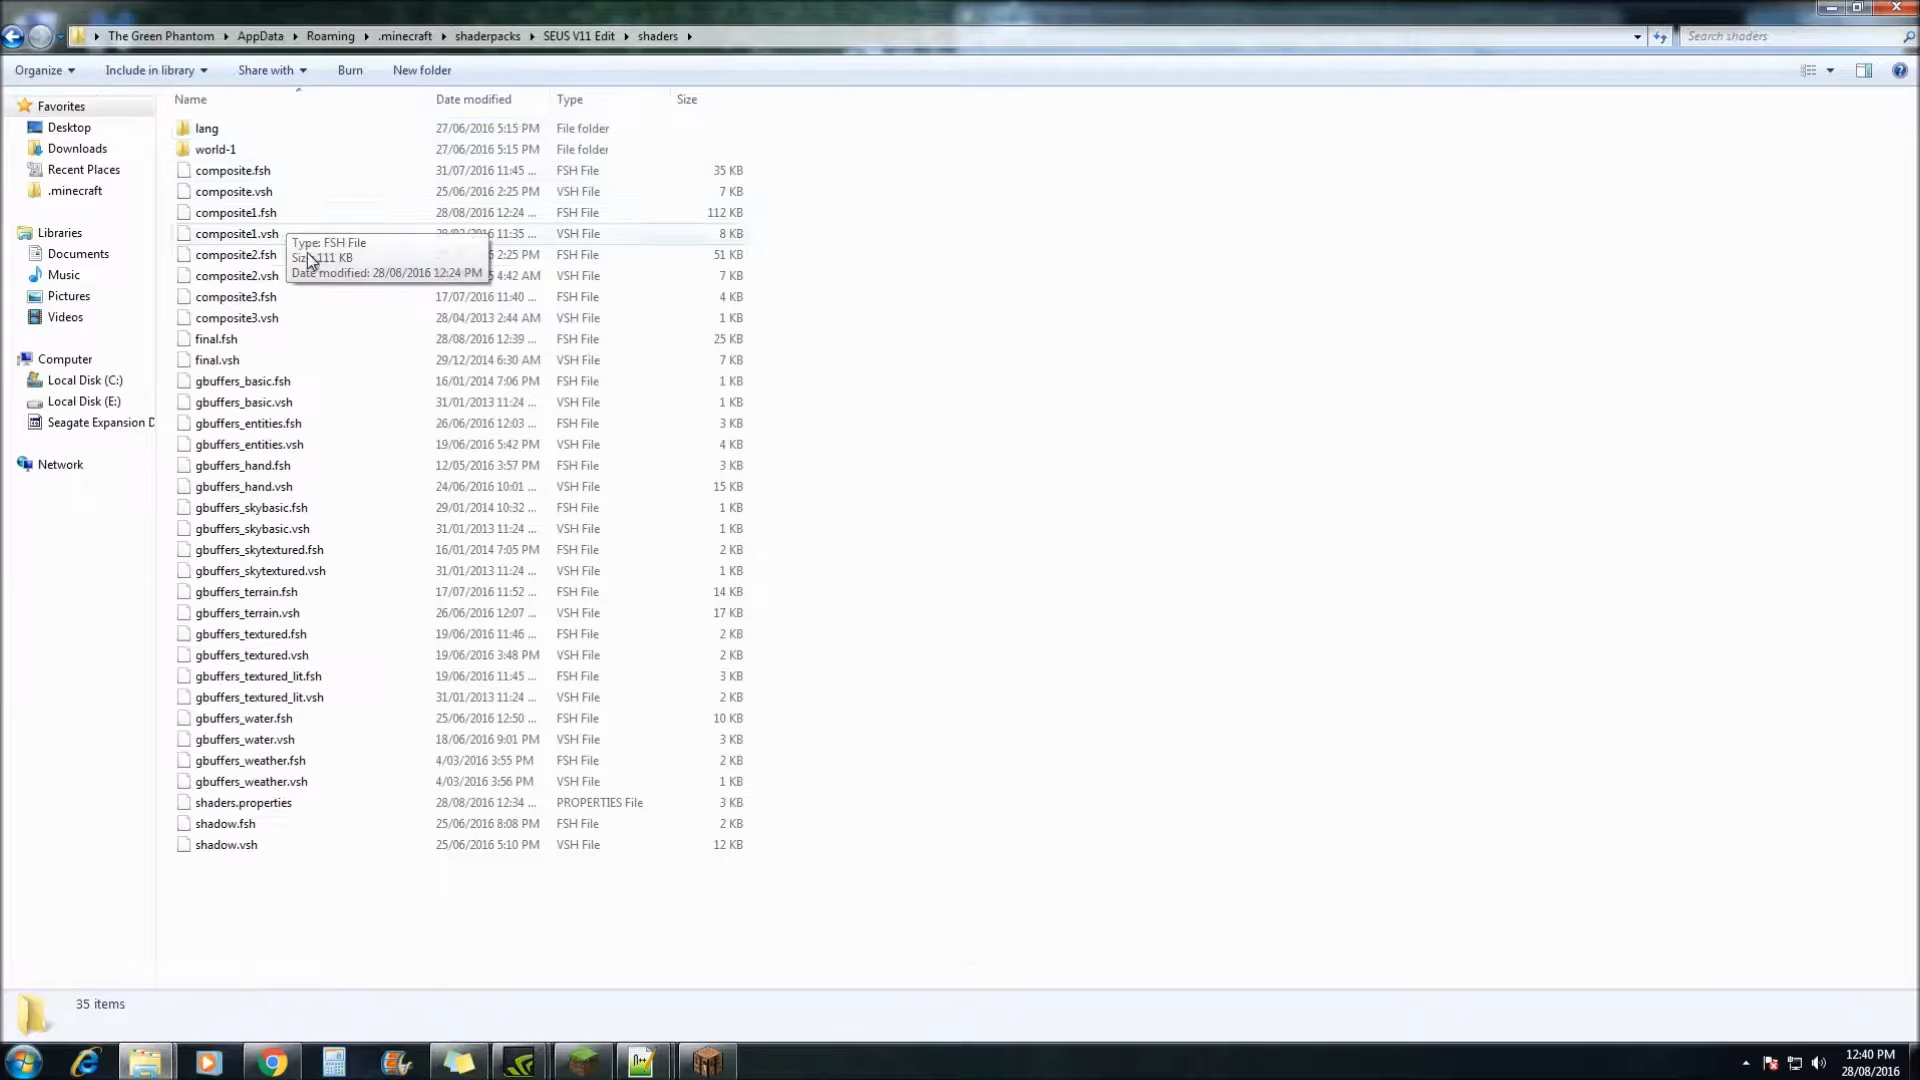 The Green Phantom AppData Roaming .minecraft shaderpacks SEUS V11 Edit shaders Search shaders
Organize Include in library Share with Burn New folder
Name Date modified Type Size
Favorites
Desktop
Downloads
Recent Places
.minecraft
Libraries
Documents
Music
Pictures
Videos
Computer
Local Disk (C:)
Local Disk (E:)
Seagate Expansion D
Network
lang 27/06/2016 5:15 PM File folder
world-1 27/06/2016 5:15 PM File folder
composite.fsh 31/07/2016 11:45 ... FSH File 35 KB
composite.vsh 25/06/2016 2:25 PM VSH File 7 KB
composite1.fsh 28/08/2016 12:24 ... FSH File 112 KB
composite1.vsh 11:35 ... VSH File 8 KB
composite2.fsh 2:25 PM FSH File 51 KB
composite2.vsh 4:42 AM VSH File 7 KB
Type: FSH File
111 KB
Date modified: 28/08/2016 12:24 PM
composite3.fsh 17/07/2016 11:40 ... FSH File 4 KB
composite3.vsh 28/04/2013 2:44 AM VSH File 1 KB
final.fsh 28/08/2016 12:39 ... FSH File 25 KB
final.vsh 29/12/2014 6:30 AM VSH File 7 KB
gbuffers_basic.fsh 16/01/2014 7:06 PM FSH File 1 KB
gbuffers_basic.vsh 31/01/2013 11:24 ... VSH File 1 KB
gbuffers_entities.fsh 26/06/2016 12:03 ... FSH File 3 KB
gbuffers_entities.vsh 19/06/2016 5:42 PM VSH File 4 KB
gbuffers_hand.fsh 12/05/2016 3:57 PM FSH File 3 KB
gbuffers_hand.vsh 24/06/2016 10:01 ... VSH File 15 KB
gbuffers_skybasic.fsh 29/01/2014 10:32 ... FSH File 1 KB
gbuffers_skybasic.vsh 31/01/2013 11:24 ... VSH File 1 KB
gbuffers_skytextured.fsh 16/01/2014 7:05 PM FSH File 2 KB
gbuffers_skytextured.vsh 31/01/2013 11:24 ... VSH File 1 KB
gbuffers_terrain.fsh 17/07/2016 11:52 ... FSH File 14 KB
gbuffers_terrain.vsh 26/06/2016 12:07 ... VSH File 17 KB
gbuffers_textured.fsh 19/06/2016 11:46 ... FSH File 2 KB
gbuffers_textured.vsh 19/06/2016 3:48 PM VSH File 2 KB
gbuffers_textured_lit.fsh 19/06/2016 11:45 ... FSH File 3 KB
gbuffers_textured_lit.vsh 31/01/2013 11:24 ... VSH File 2 KB
gbuffers_water.fsh 25/06/2016 12:50 ... FSH File 10 KB
gbuffers_water.vsh 18/06/2016 9:01 PM VSH File 3 KB
gbuffers_weather.fsh 4/03/2016 3:55 PM FSH File 2 KB
gbuffers_weather.vsh 4/03/2016 3:56 PM VSH File 1 KB
shaders.properties 28/08/2016 12:34 ... PROPERTIES File 3 KB
shadow.fsh 25/06/2016 8:08 PM FSH File 2 KB
shadow.vsh 25/06/2016 5:10 PM VSH File 12 KB
35 items
12:40 PM
28/08/2016